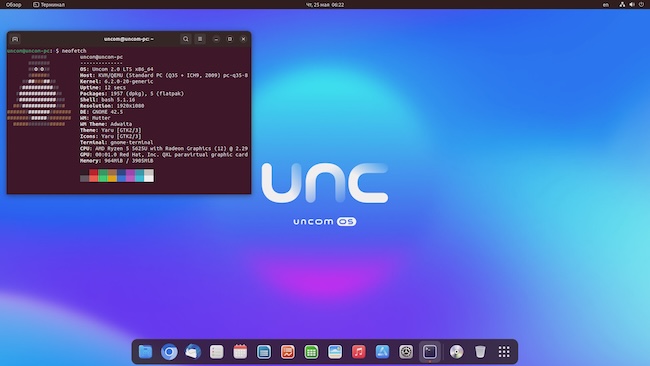 Обзор
Терминал
Чт, 25 мая 06:22
en
uncom@uncom-pc: ~
uncom@uncom-pc:~$ neofetch
uncom@uncom-pc
--------------
OS: Uncom 2.0 LTS x86_64
Host: KVM/QEMU (Standard PC (Q35 + ICH9, 2009) pc-q35-8
Kernel: 6.2.0-20-generic
Uptime: 12 secs
Packages: 1957 (dpkg), 5 (flatpak)
Shell: bash 5.1.16
Resolution: 1920x1080
DE: GNOME 42.5
WM: Mutter
WM Theme: Adwaita
Theme: Yaru [GTK2/3]
Icons: Yaru [GTK2/3]
Terminal: gnome-terminal
CPU: AMD Ryzen 5 5625U with Radeon Graphics (12) @ 2.29
GPU: 00:01.0 Red Hat, Inc. QXL paravirtual graphic card
Memory: 964MiB / 3905MiB
unc
uncom OS